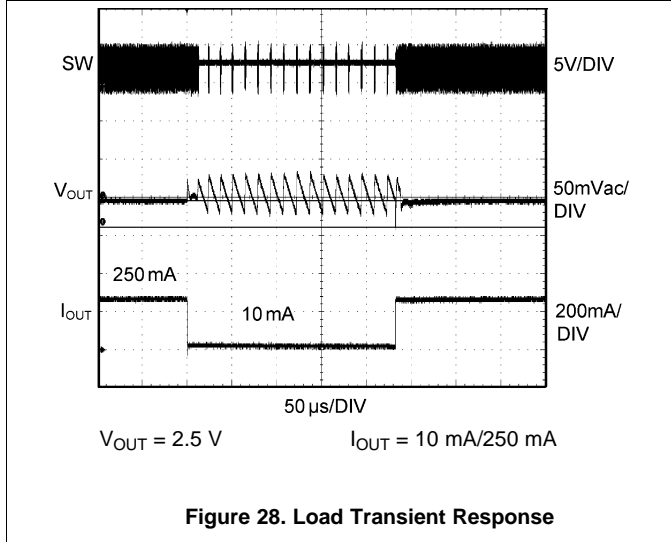 SW
5V/DIV
VOUT
50mVac/
DIV
250 mA
10 mA
IOUT
200mA/
DIV
50 µs/DIV
VOUT = 2.5 V
IOUT = 10 mA/250 mA
Figure 28. Load Transient Response